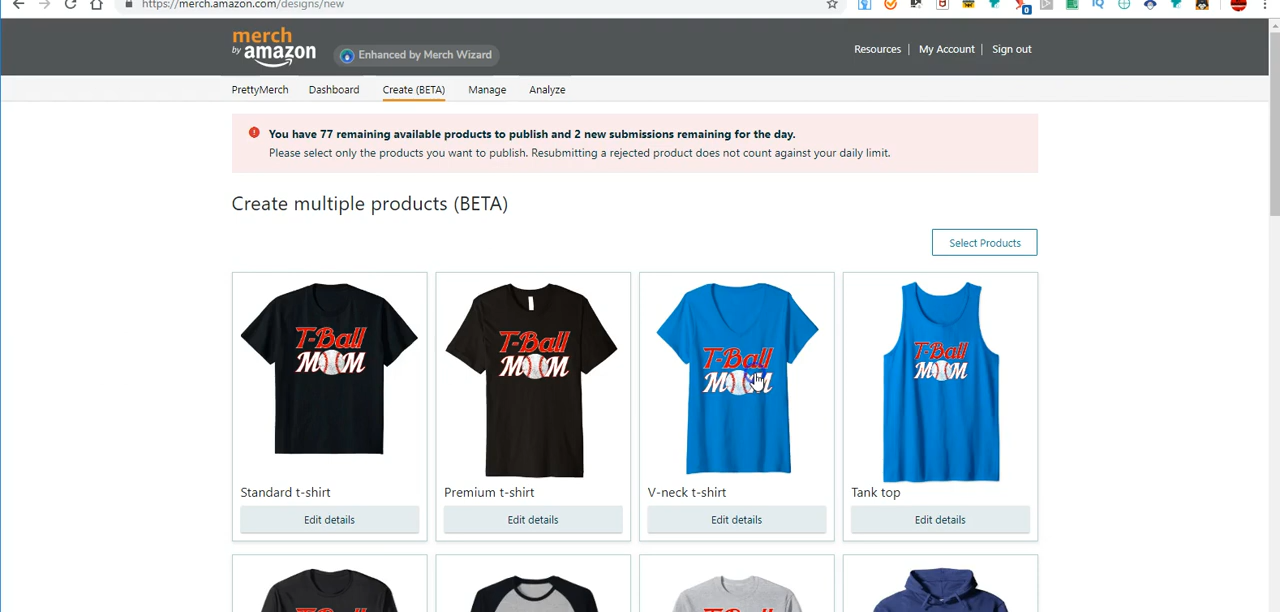 https://merch.amazon.com/designs/new
0
merch
by amazon
Enhanced by Merch Wizard
Resources | My Account | Sign out
PrettyMerch Dashboard Create (BETA) Manage Analyze
You have 77 remaining available products to publish and 2 new submissions remaining for the day.
Please select only the products you want to publish. Resubmitting a rejected product does not count against your daily limit.
Create multiple products (BETA)
Select Products
T-Ball T-Ball T-Ball T-Ball
MOM MOM MOM MOM
Standard t-shirt Premium t-shirt V-neck t-shirt Tank top
Edit details Edit details Edit details Edit details